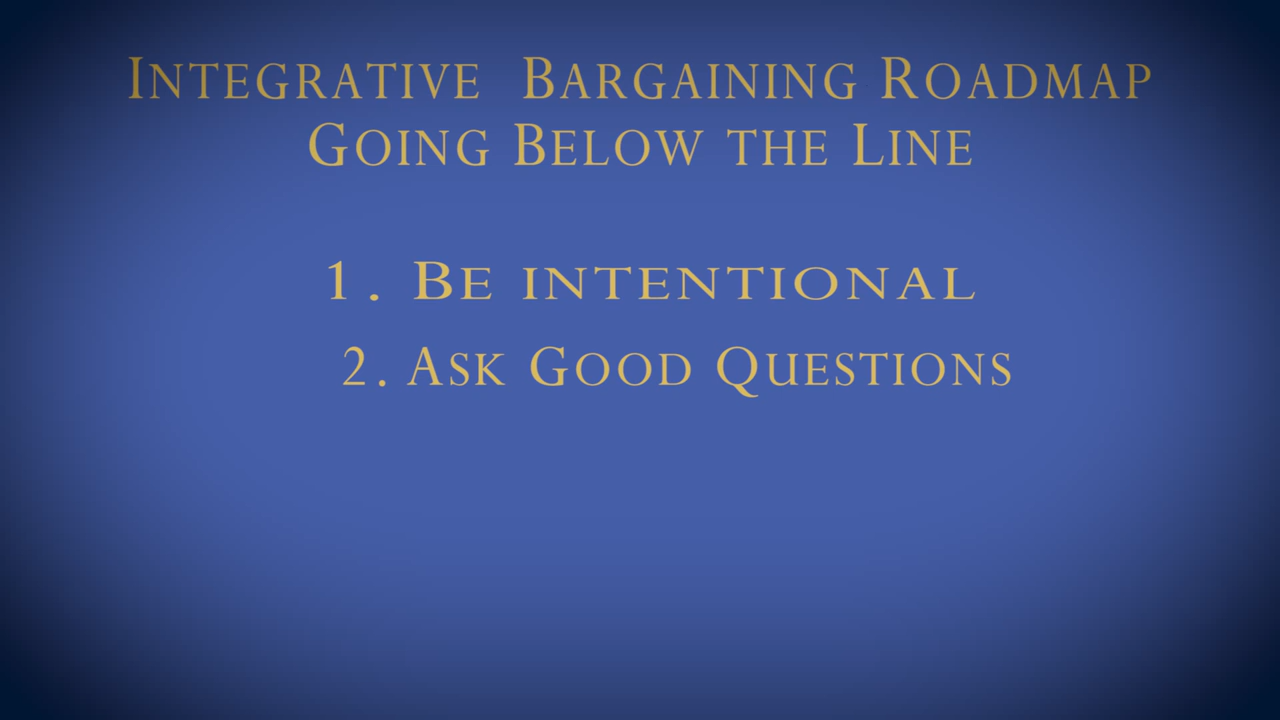 Integrative Bargaining Roadmap
Going Below the Line
1. Be intentional
2. Ask Good Questions